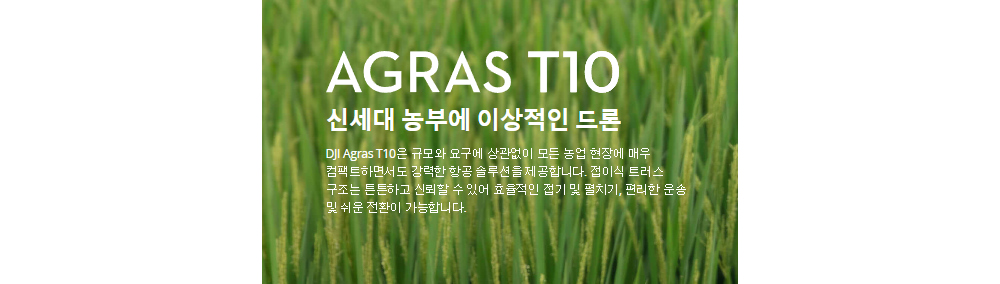 AGRAS T10
신세대 농부에 이상적인 드론
DJI Agras T10은 규모와 요구에 상관없이 모든 농업 현장에 매우
컴팩트하면서도 강력한 항공 솔루션을 제공합니다. 접이식 트러스
구조는 튼튼하고 신뢰할 수 있어 효율적인 접기 및 펼치기, 편리한 운송
및 쉬운 전환이 가능합니다.